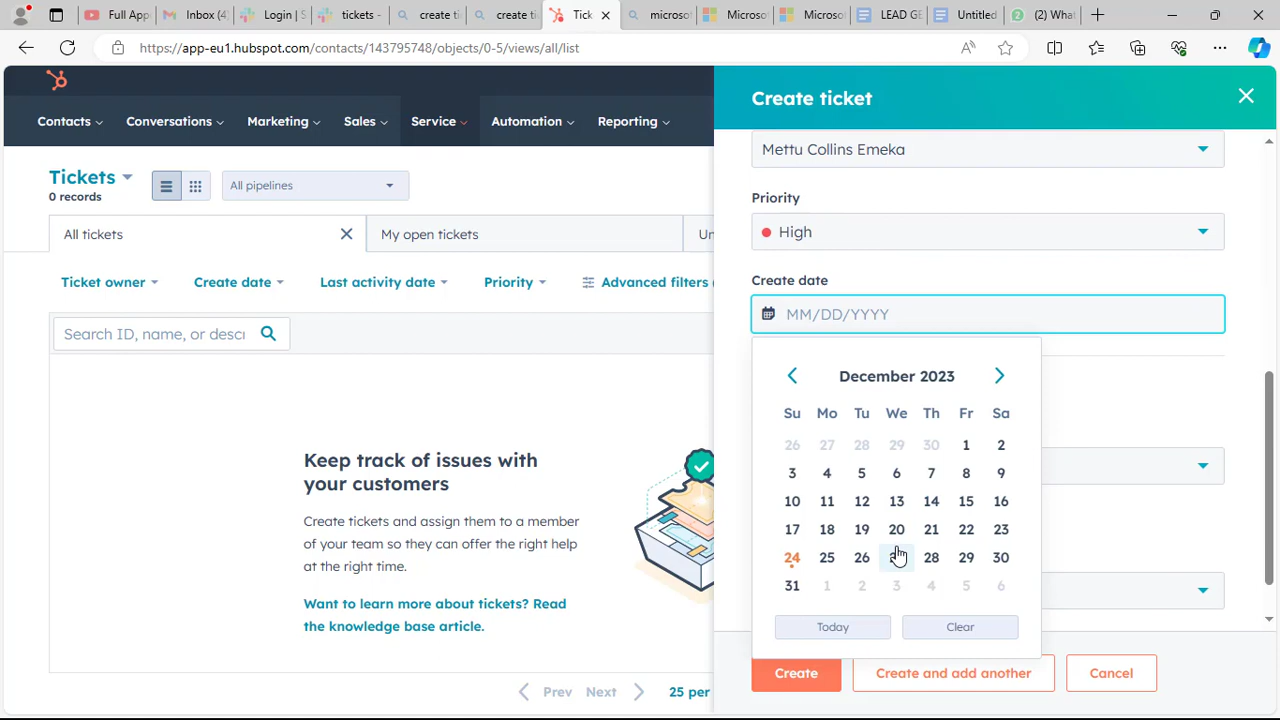 Full App
Inbox (4
Login | S
tickets -
create ti
create tic
Tick
microso
Microso
Microso
LEAD GE
Untitled
(2) What
https://app-eu1.hubspot.com/contacts/143795748/objects/0-5/views/all/list
Contacts
Conversations
Marketing
Sales
Service
Automation
Reporting
Tickets
0 records
All pipelines
All tickets
My open tickets
Un
Ticket owner
Create date
Last activity date
Priority
Advanced filters (
Search ID, name, or descr
Keep track of issues with
your customers
Create tickets and assign them to a member
of your team so they can offer the right help
at the right time.
Want to learn more about tickets? Read
the knowledge base article.
Prev Next 25 per
Create ticket
Mettu Collins Emeka
Priority
High
Create date
MM/DD/YYYY
December 2023
Su Mo Tu We Th Fr Sa
26 27 28 29 30 1 2
3 4 5 6 7 8 9
10 11 12 13 14 15 16
17 18 19 20 21 22 23
24 25 26 28 29 30
31 1 2 3 4 5 6
Today Clear
Create Create and add another Cancel